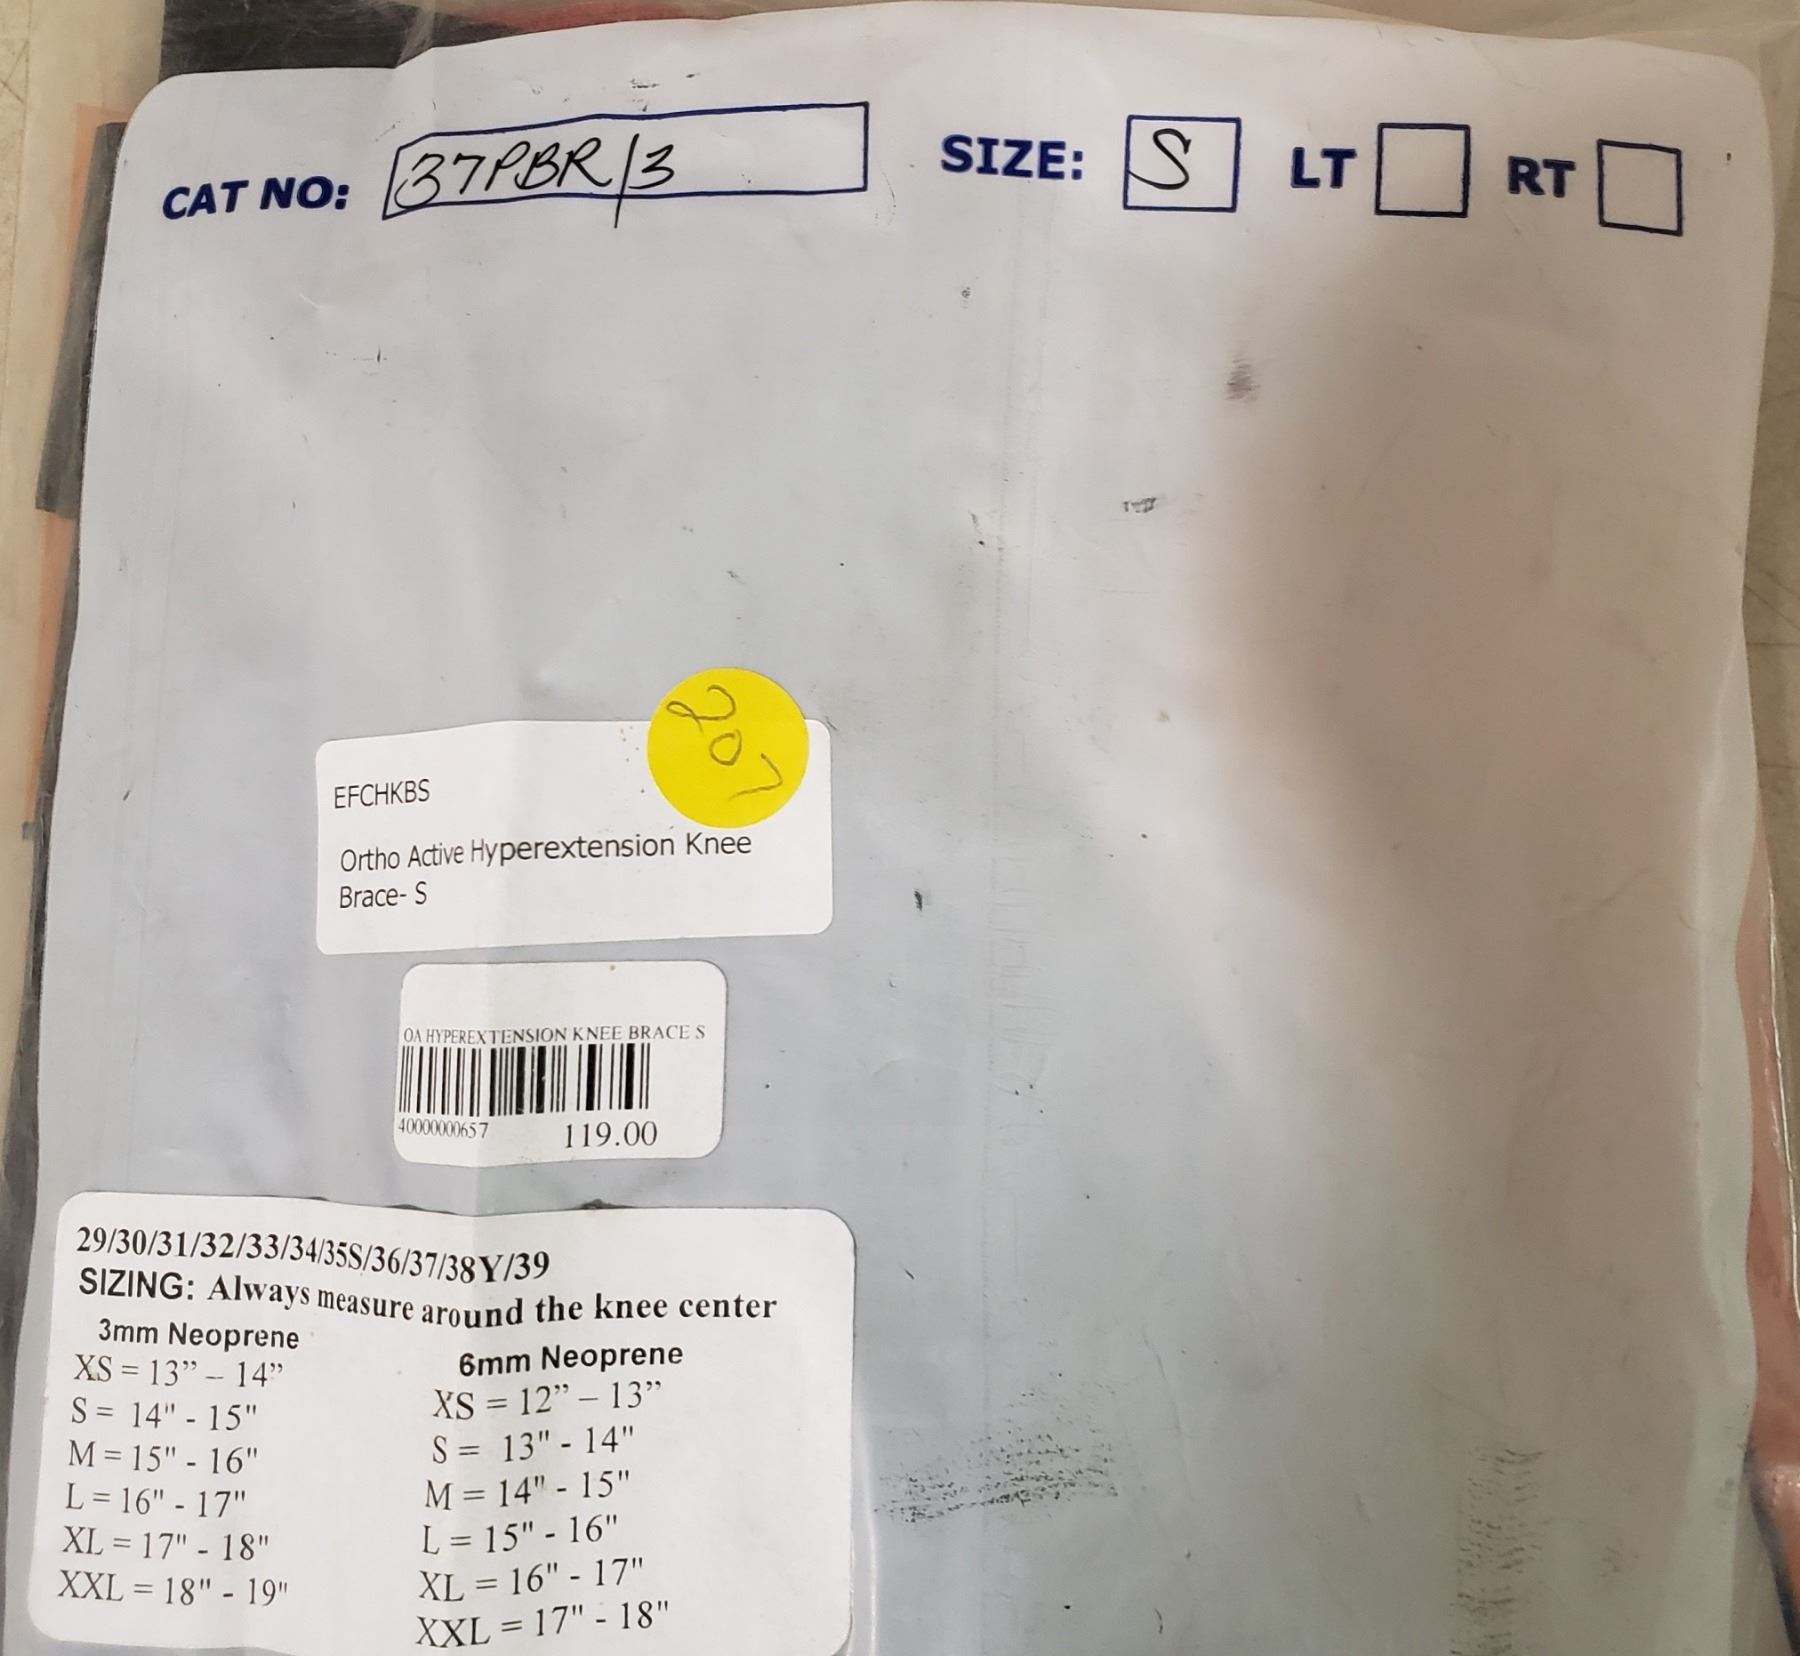 CAT NO: 37PBR/3 SIZE: S LT RT
207
EFCHKBS
Ortho Active Hyperextension Knee
Brace- S
OA HYPEREXTENSION KNEE BRACE S
40000000657 119.00
29/30/31/32/33/34/35S/36/37/38Y/39
SIZING: Always measure around the knee center
3mm Neoprene
XS = 13” – 14”
S = 14" - 15"
M = 15" - 16"
L = 16" - 17"
XL = 17" - 18"
XXL = 18" - 19"
6mm Neoprene
XS = 12” – 13”
S = 13" - 14"
M = 14" - 15"
L = 15" - 16"
XL = 16" - 17"
XXL = 17" - 18"